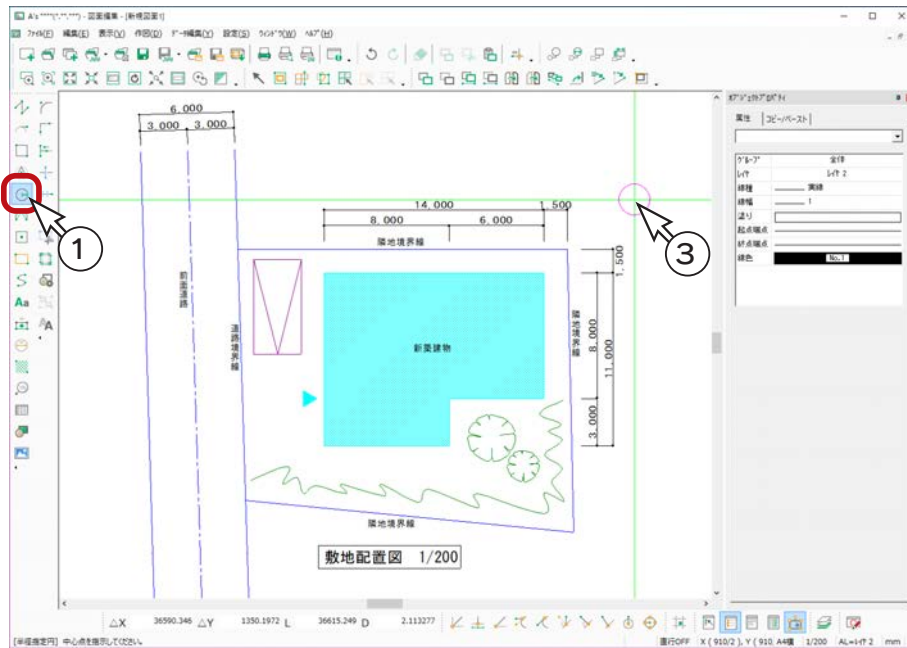 A's ****(*,**,***) - 図面編集 - [新規図面1]
ﾌｧｲﾙ(F) 編集(E) 表示(V) 作図(D) ﾃﾞｰﾀ編集(Y) 設定(S) ｳｨﾝﾄﾞｳ(W) ﾍﾙﾌﾟ(H)
6.000
3.000 3.000
14.000 1.500
8.000 6.000
隣地境界線
1.500
前面道路
道路境界線
新築建物
隣地境界線
8.000
11.000
3.000
隣地境界線
敷地配置図 1/200
①
③
Aa
AA
ｵﾌﾞｼﾞｪｸﾄﾌﾟﾛﾊﾟﾃｨ
属性 コピー/ペースト
ｸﾞﾙｰﾌﾟ 全体
ﾚｲﾔ ﾚｲﾔ 2
線種 実線
線幅 1
塗り
起点端点
終点端点
線色 No.1
△X 36590.346 △Y 1350.1972 L 36615.249 D 2.113277
[半径指定円] 中心点を指示してください。
直行OFF X ( 910/2 ), Y ( 910, A4横 1/200 AL=ﾚｲﾔ 2 mm